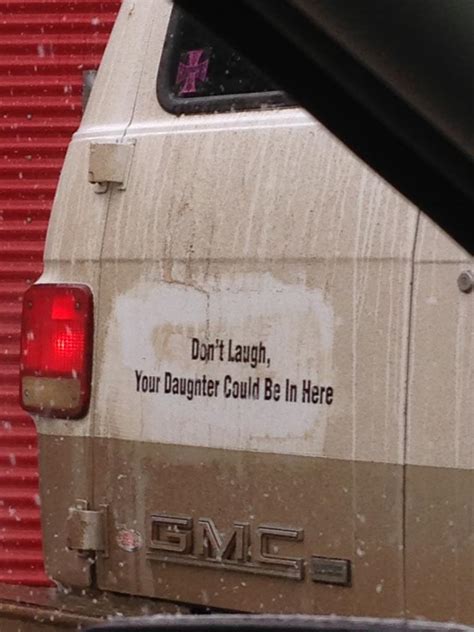 Don't Laugh,
Your Daughter Could Be In Here
GMC